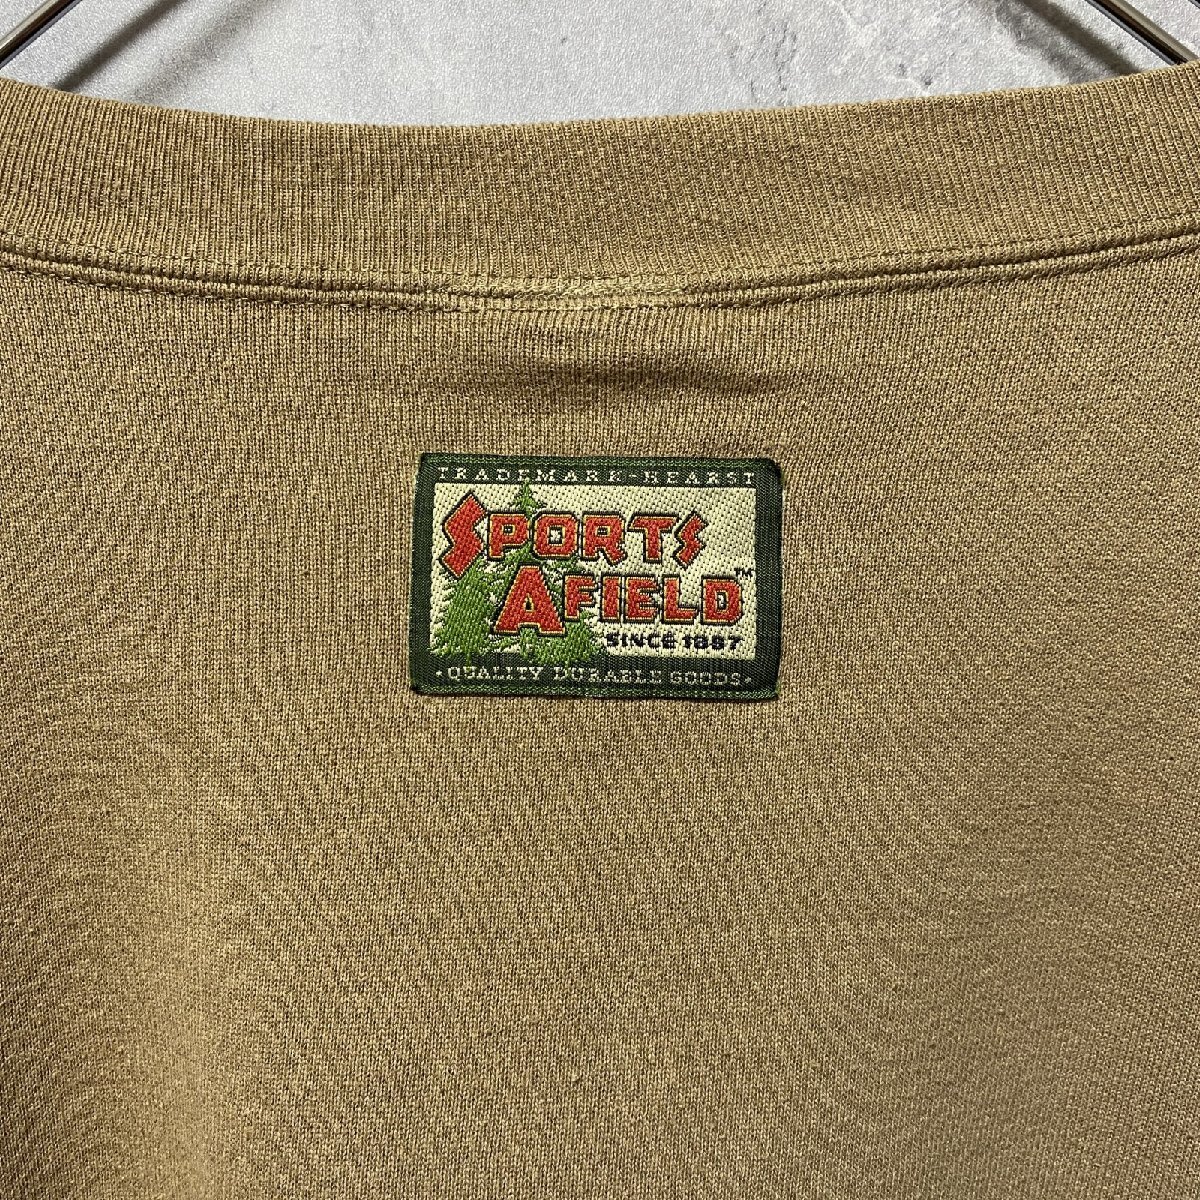 TRADEMARK-HEARST
SPORTS
AFIELD™
SINCE 1887
·QUALITY DURABLE GOODS·